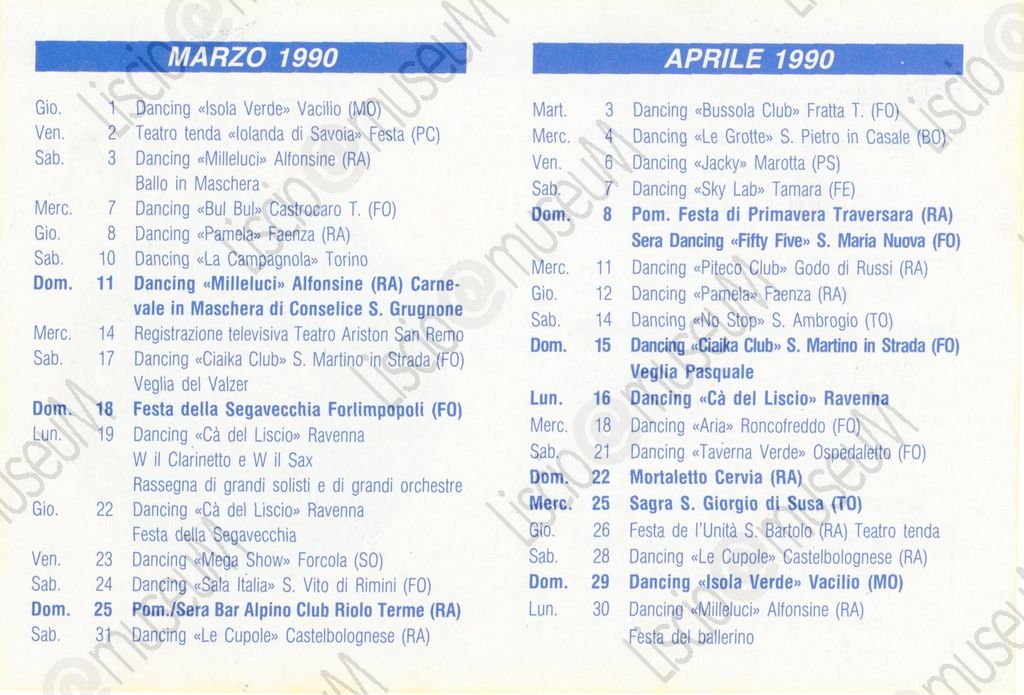 MARZO 1990
Gio. 1 Dancing «Isola Verde» Vacilio (MO)
Ven. 2 Teatro tenda «Iolanda di Savoia» Festa (PC)
Sab. 3 Dancing «Milleluci» Alfonsine (RA)
Ballo in Maschera
Merc. 7 Dancing «Bul Bul» Castrocaro T. (FO)
Gio. 8 Dancing «Pamela» Faenza (RA)
Sab. 10 Dancing «La Campagnola» Torino
Dom. 11 Dancing «Milleluci» Alfonsine (RA) Carne-
vale in Maschera di Conselice S. Grugnone
Merc. 14 Registrazione televisiva Teatro Ariston San Remo
Sab. 17 Dancing «Ciaika Club» S. Martino in Strada (FO)
Veglia del Valzer
Dom. 18 Festa della Segavecchia Forlimpopoli (FO)
Lun. 19 Dancing «Cà del Liscio» Ravenna
W il Clarinetto e W il Sax
Rassegna di grandi solisti e di grandi orchestre
Gio. 22 Dancing «Cà del Liscio» Ravenna
Festa della Segavecchia
Ven. 23 Dancing «Mega Show» Forcola (SO)
Sab. 24 Dancing «Sala Italia» S. Vito di Rimini (FO)
Dom. 25 Pom./Sera Bar Alpino Club Riolo Terme (RA)
Sab. 31 Dancing «Le Cupole» Castelbolognese (RA)
APRILE 1990
Mart. 3 Dancing «Bussola Club» Fratta T. (FO)
Merc. 4 Dancing «Le Grotte» S. Pietro in Casale (BO)
Ven. 6 Dancing «Jacky» Marotta (PS)
Sab. 7 Dancing «Sky Lab» Tamara (FE)
Dom. 8 Pom. Festa di Primavera Traversara (RA)
Sera Dancing «Fifty Five» S. Maria Nuova (FO)
Merc. 11 Dancing «Piteco Club» Godo di Russi (RA)
Gio. 12 Dancing «Pamela» Faenza (RA)
Sab. 14 Dancing «No Stop» S. Ambrogio (TO)
Dom. 15 Dancing «Ciaika Club» S. Martino in Strada (FO)
Veglia Pasquale
Lun. 16 Dancing «Cà del Liscio» Ravenna
Merc. 18 Dancing «Aria» Roncofreddo (FO)
Sab. 21 Dancing «Taverna Verde» Ospedaletto (FO)
Dom. 22 Mortaletto Cervia (RA)
Merc. 25 Sagra S. Giorgio di Susa (TO)
Gio. 26 Festa de l'Unità S. Bartolo (RA) Teatro tenda
Sab. 28 Dancing «Le Cupole» Castelbolognese (RA)
Dom. 29 Dancing «Isola Verde» Vacilio (MO)
Lun. 30 Dancing «Milleluci» Alfonsine (RA)
Festa del ballerino
Liscio@museuM